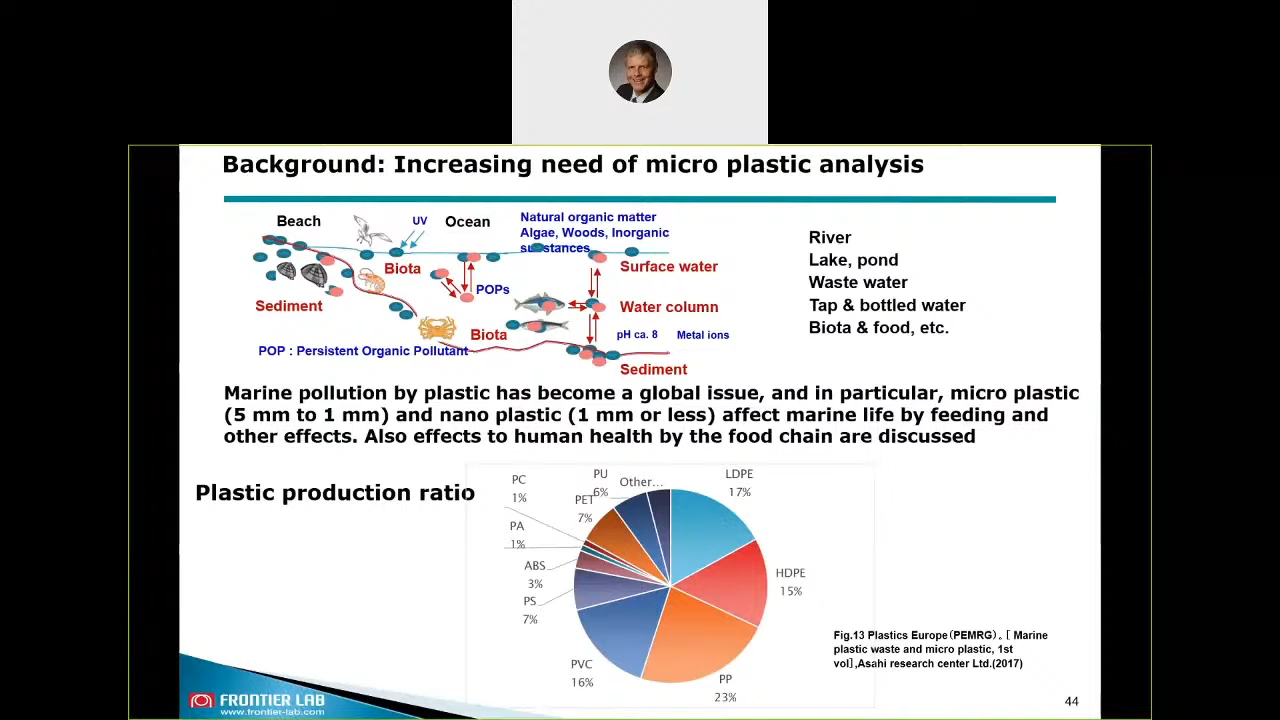 Background: Increasing need of micro plastic analysis
Beach
UV
Ocean
Natural organic matter
Algae, Woods, Inorganic
substances
Biota
Surface water
POPs
Sediment
Water column
Biota
pH ca. 8
Metal ions
POP : Persistent Organic Pollutant
Sediment
River
Lake, pond
Waste water
Tap & bottled water
Biota & food, etc.
Marine pollution by plastic has become a global issue, and in particular, micro plastic
(5 mm to 1 mm) and nano plastic (1 mm or less) affect marine life by feeding and
other effects. Also effects to human health by the food chain are discussed
Plastic production ratio
PC
1%
PU
6%
Other...
LDPE
17%
PET
7%
PA
1%
ABS
3%
HDPE
15%
PS
7%
PVC
16%
PP
23%
Fig.13 Plastics Europe(PEMRG)。[ Marine
plastic waste and micro plastic, 1st
vol],Asahi research center Ltd.(2017)
FRONTIER LAB
www.frontier-lab.com
44